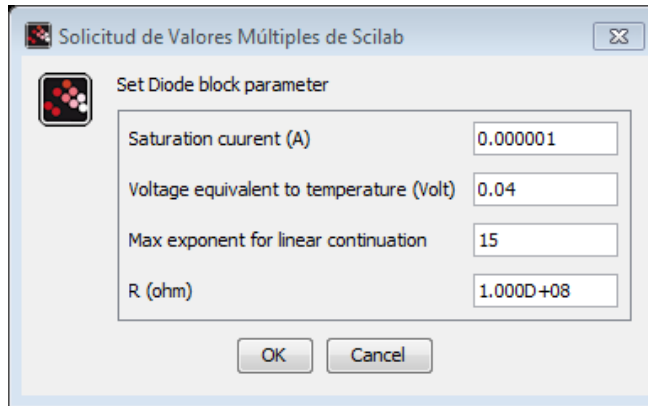 Solicitud de Valores Múltiples de Scilab
Set Diode block parameter
Saturation cuurent (A) 0.000001
Voltage equivalent to temperature (Volt) 0.04
Max exponent for linear continuation 15
R (ohm) 1.000D+08
OK Cancel